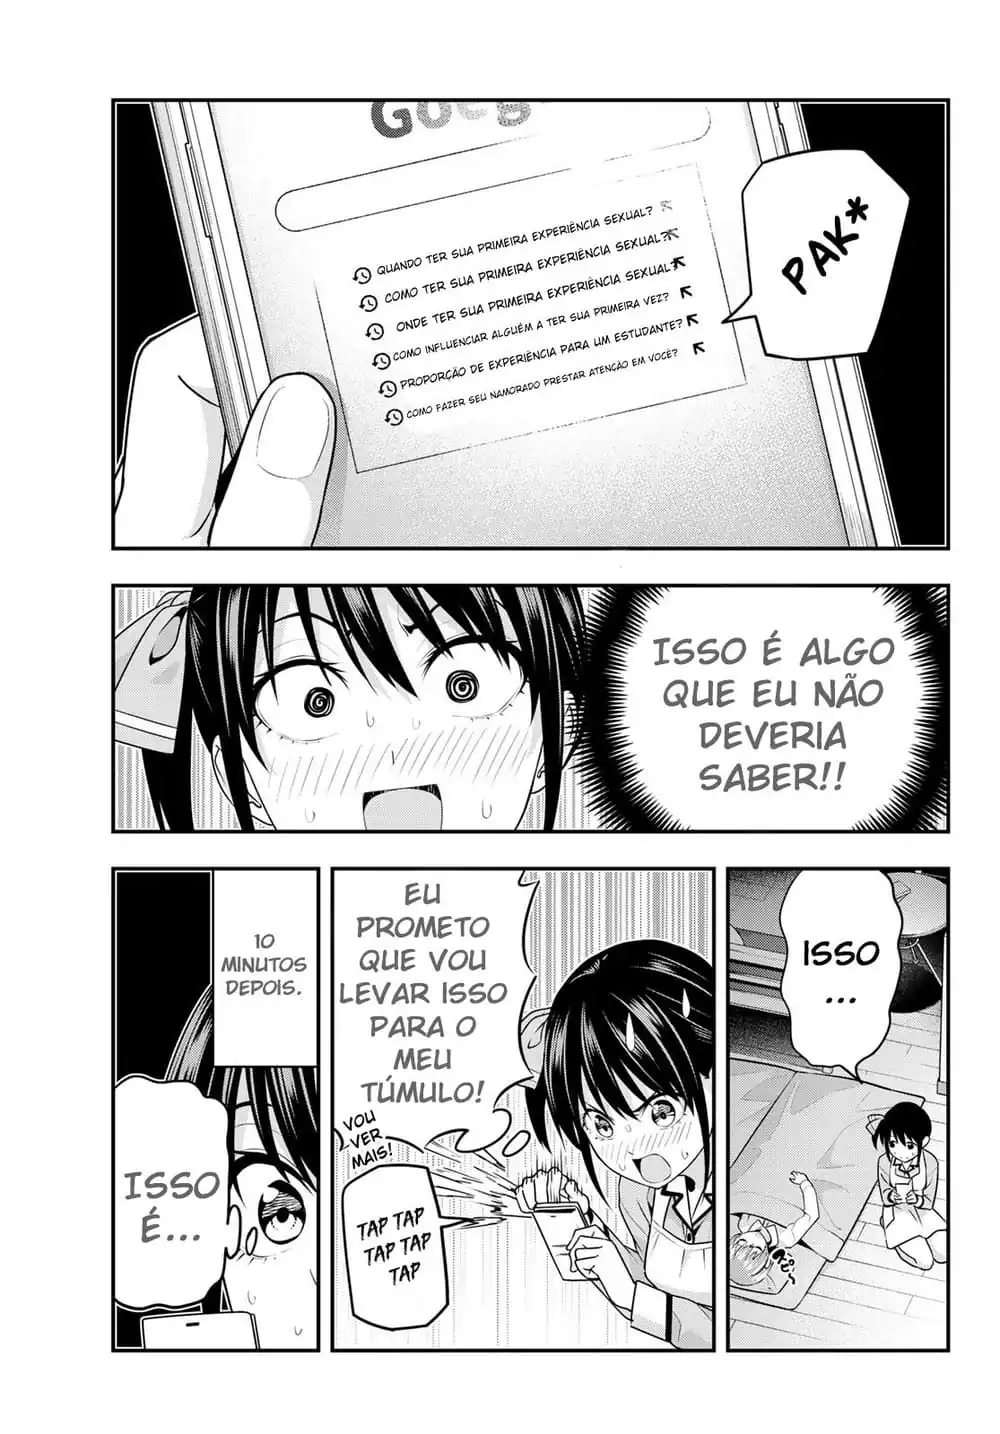 Goeg
QUANDO TER SUA PRIMEIRA EXPERIÊNCIA SEXUAL?
COMO TER SUA PRIMEIRA EXPERIÊNCIA SEXUAL?
ONDE TER SUA PRIMEIRA EXPERIÊNCIA SEXUAL?
COMO INFLUENCIAR ALGUÉM A TER SUA PRIMEIRA VEZ?
PROPORÇÃO DE EXPERIÊNCIA PARA UM ESTUDANTE?
COMO FAZER SEU NAMORADO PRESTAR ATENÇÃO EM VOCÊ?
PAK*
ISSO É ALGO
QUE EU NÃO
DEVERIA
SABER!!
10
MINUTOS
DEPOIS.
ISSO
É...
EU
PROMETO
QUE VOU
LEVAR ISSO
PARA O
MEU
TÚMULO!
VOU
VER
MAIS!
TAP TAP
TAP TAP
TAP
ISSO
...